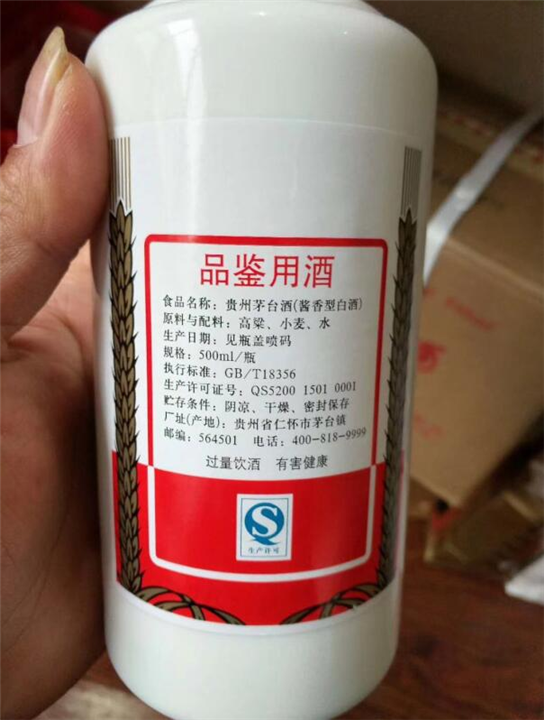 品鉴用酒
食品名称：贵州茅台酒(酱香型白酒)
原料与配料：高粱、小麦、水
生产日期：见瓶盖喷码
规格：500ml/瓶
执行标准：GB/T18356
生产许可证号：QS5200 1501 0001
贮存条件：阴凉、干燥、密封保存
厂址(产地)：贵州省仁怀市茅台镇
邮编：564501 电话：400-818-9999
过量饮酒 有害健康
生产许可